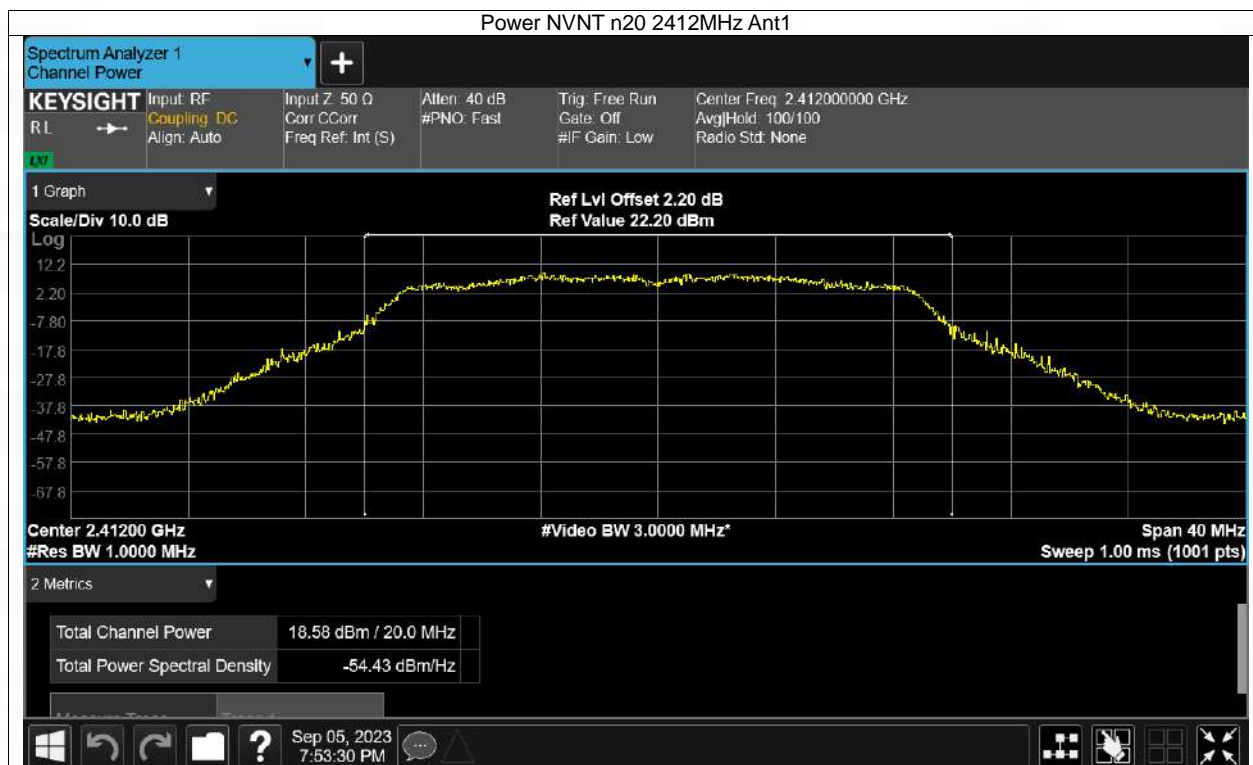 Power NVNT n20 2412MHz Ant1
Spectrum Analyzer 1
Channel Power
KEYSIGHT
RL
LXI
Input: RF
Coupling: DC
Align: Auto
Input Z: 50 Ω
Corr CCorr
Freq Ref: Int (S)
Atten: 40 dB
#PNO: Fast
Trig: Free Run
Gate: Off
#IF Gain: Low
Center Freq: 2.412000000 GHz
Avg|Hold: 100/100
Radio Std: None
1 Graph
Ref Lvl Offset 2.20 dB
Scale/Div 10.0 dB
Ref Value 22.20 dBm
Log
12.2
2.20
-7.80
-17.8
-27.8
-37.8
-47.8
-57.8
-67.8
Center 2.41200 GHz
#Video BW 3.0000 MHz*
Span 40 MHz
#Res BW 1.0000 MHz
Sweep 1.00 ms (1001 pts)
2 Metrics
Total Channel Power 18.58 dBm / 20.0 MHz
Total Power Spectral Density -54.43 dBm/Hz
?
Sep 05, 2023
7:53:30 PM